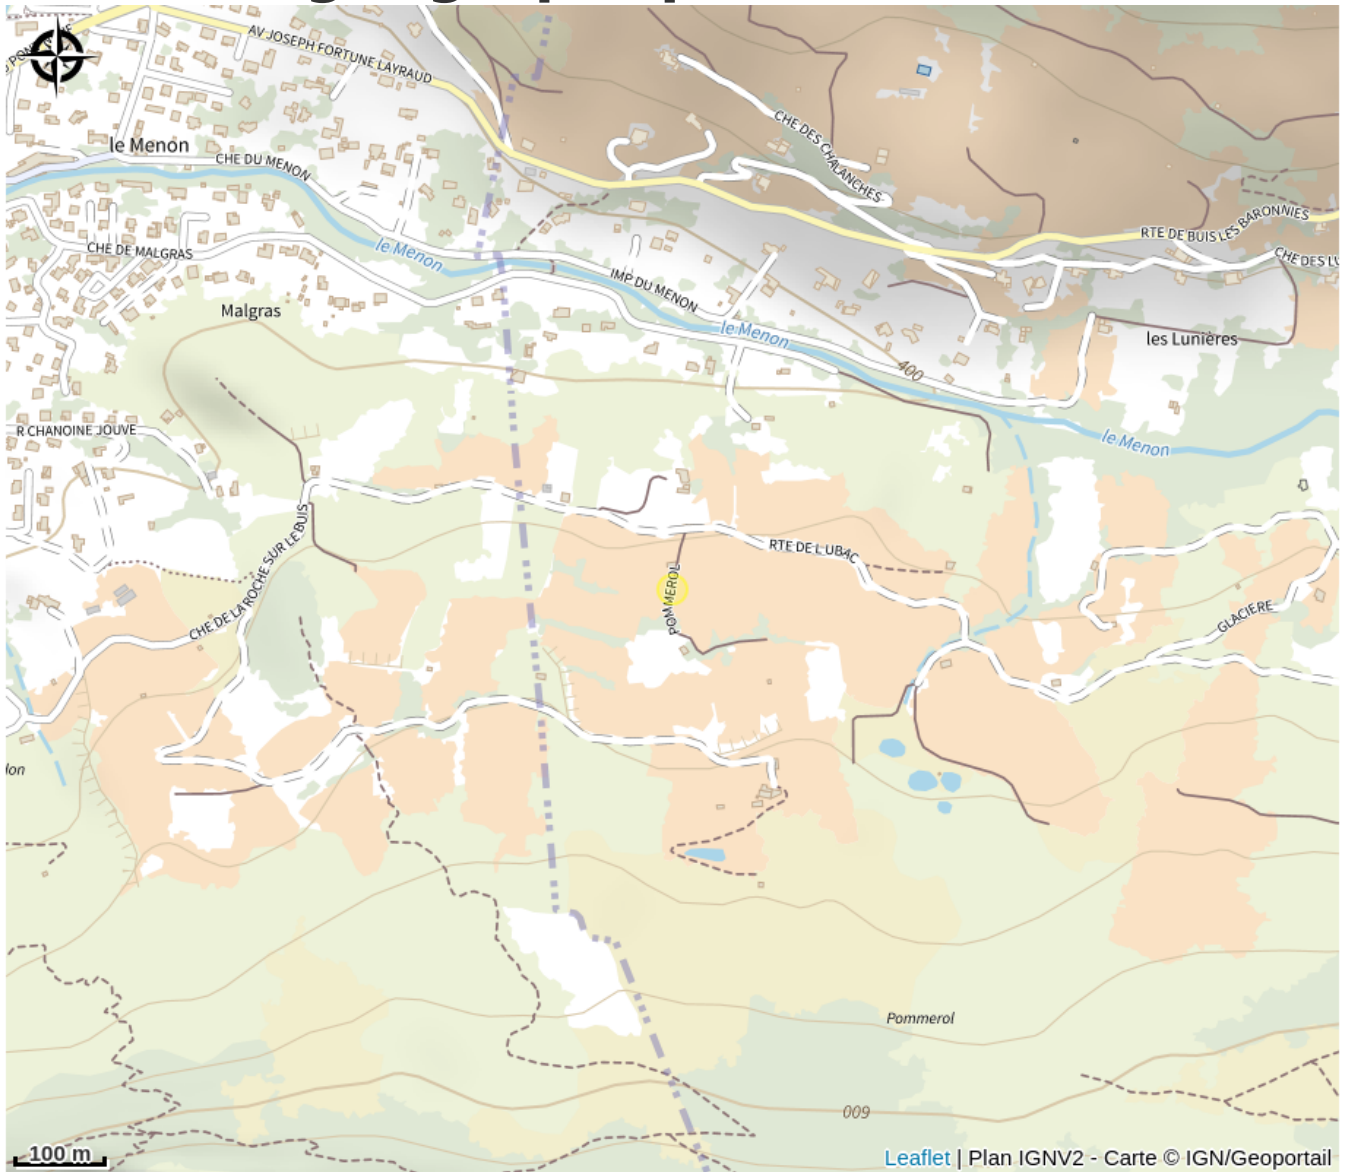 AV JOSEPH FORTUNE LAYRAUD
le Menon
CHE DU MENON
CHE DES CHALANCHES
RTE DE BUIS LES BARONNIES
CHE DES LU
CHE DE MALGRAS
le Menon
IMP DU MENON
Malgras
le Menon
les Lunières
400
R CHANOINE JOUVE
le Menon
RTE DE L UBAC
CHE DE LA ROCHE SUR LE BUIS
POMMEROL
GLACIERE
lon
Pommerol
600
100 m
Leaflet | Plan IGNV2 - Carte © IGN/Geoportail